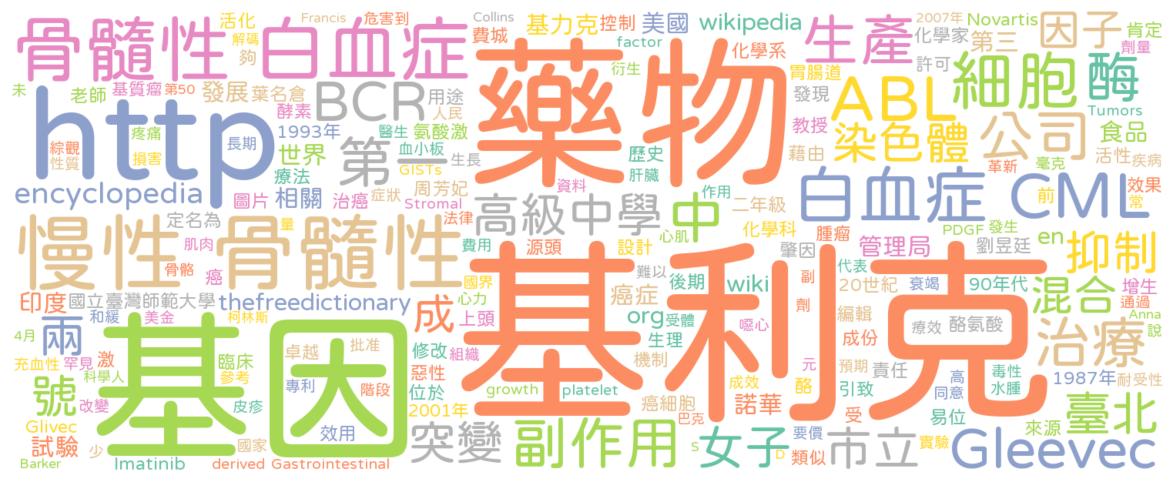 骨髓性
白血症
活化
解碼
夠
Francis
危害到
費城
Collins
基力克
控制
factor
美國
衍生
wikipedia
化學系
生產
2007年
化學家
Novartis
第三
許可
因子
肯定
劑量
未
老師
基質瘤
第50
發展
葉名倉
酵素
BCR
用途
人民
藥物
胃腸道
發現
ABL
細胞
酶
Tumors
http
綜觀
性質
疼痛
損害
長期
1993年
世界
療法
醫生
血小板
GISTs
氨酸激
生長
第一
歷史
肝臟
教授
藉由
染色體
公司
革新
活性
食品
疾病
毫克
效果
常
encyclopedia
圖片
相關
治癌
症狀
周芳妃
Stromal
資料
作用
白血症
CML
前
慢性
骨髓性
定名為
量
肌肉
癌
骨骼
法律
高級中學
中
心肌
二年級
化學科
費用
源頭
設計
肇因
腫瘤
管理局
PDGF
發生
劉昱廷
en
抑制
印度
國立臺灣師範大學
thefreedictionary
和緩
美金
柯林斯
成
上頭
國界
心力
難以
癌症
後期
wiki
org
受體
副
劑
噁心
代表
20世紀
編輯
衰竭
90年代
混合
增生
通過
Anna
說
4月
充血性
罕見
激
科學人
兩
基因
臨床
參考
卓越
批准
專利
階段
修改
惡性
位於
組織
基利克
機制
生理
成份
療效
酪氨酸
治療
號
改變
皮疹
效用
2001年
growth
platelet
成效
癌細胞
巴克
酪
諾華
元
預期
責任
引致
受
高
同意
毒性
水腫
易位
1987年
耐受性
來源
臺北
Glivec
試驗
Barker
少
國家
Imatinib
derived
Gastrointestinal
突變
副作用
s
女子
要價
D
類似
市立
實驗
Gleevec